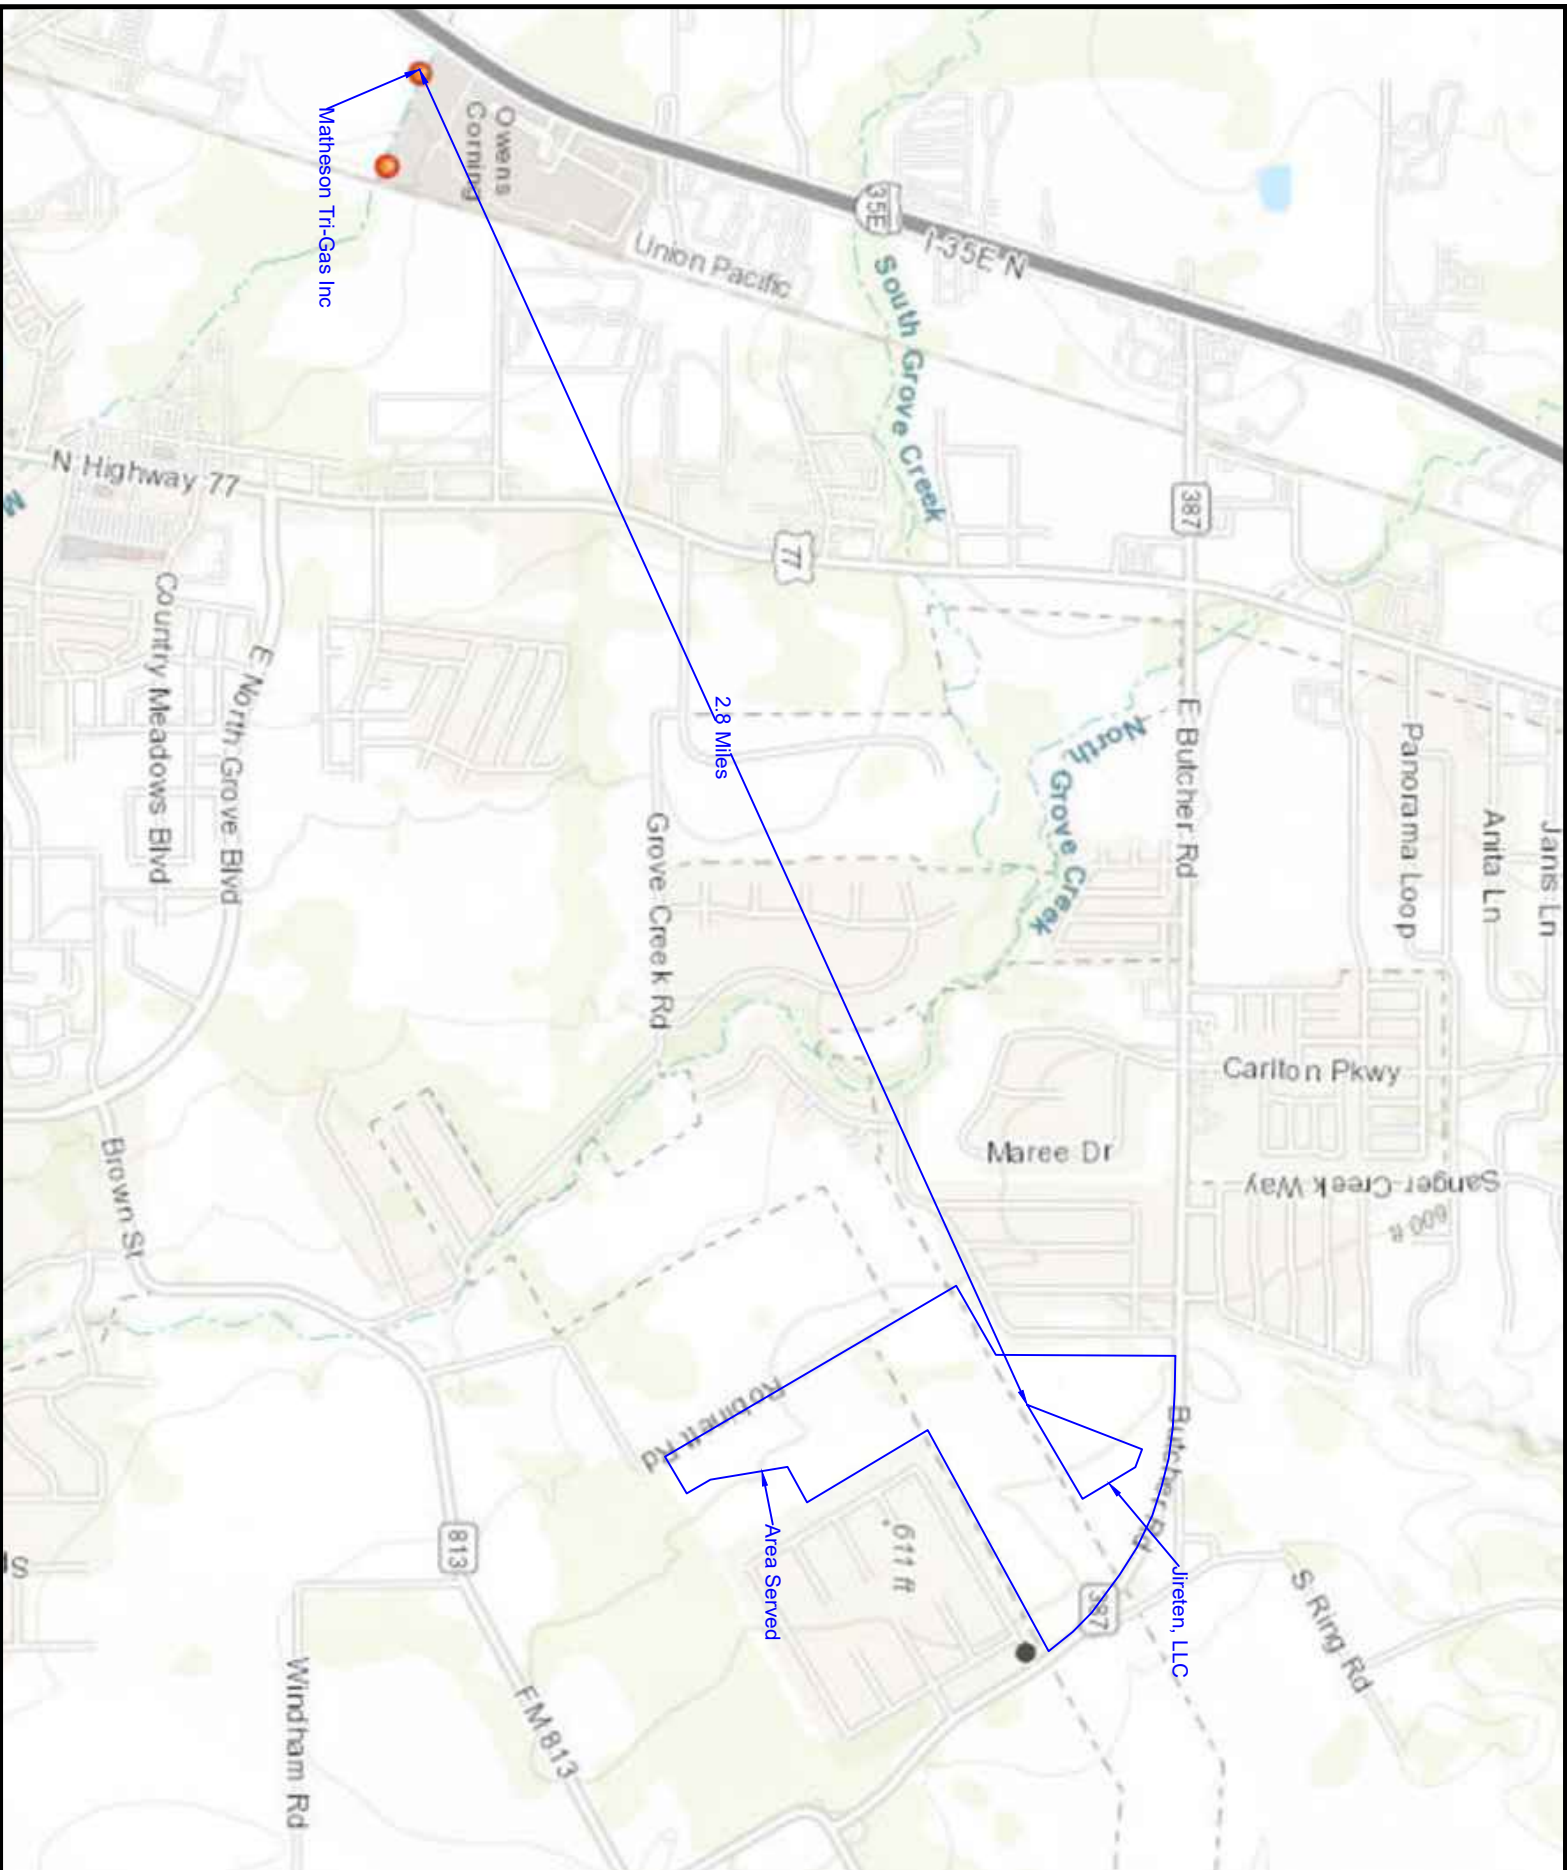 Janis Ln
Anita Ln
Panorama Loop
Sanger Creek Way
600 ft
Carlton Pkwy
S Ring Rd
387
E Butcher Rd
Butcher Rd
Jireten, LLC
387
North
Grove Creek
Maree Dr
I-35E N
35E
South Grove Creek
77
611 ft
Area Served
Robinett Rd
2.8 Miles
Union Pacific
Grove Creek Rd
Owens
Corning
Matheson Tri-Gas Inc
FM 813
813
Windham Rd
N Highway 77
E North Grove Blvd
Country Meadows Blvd
Brown St
S